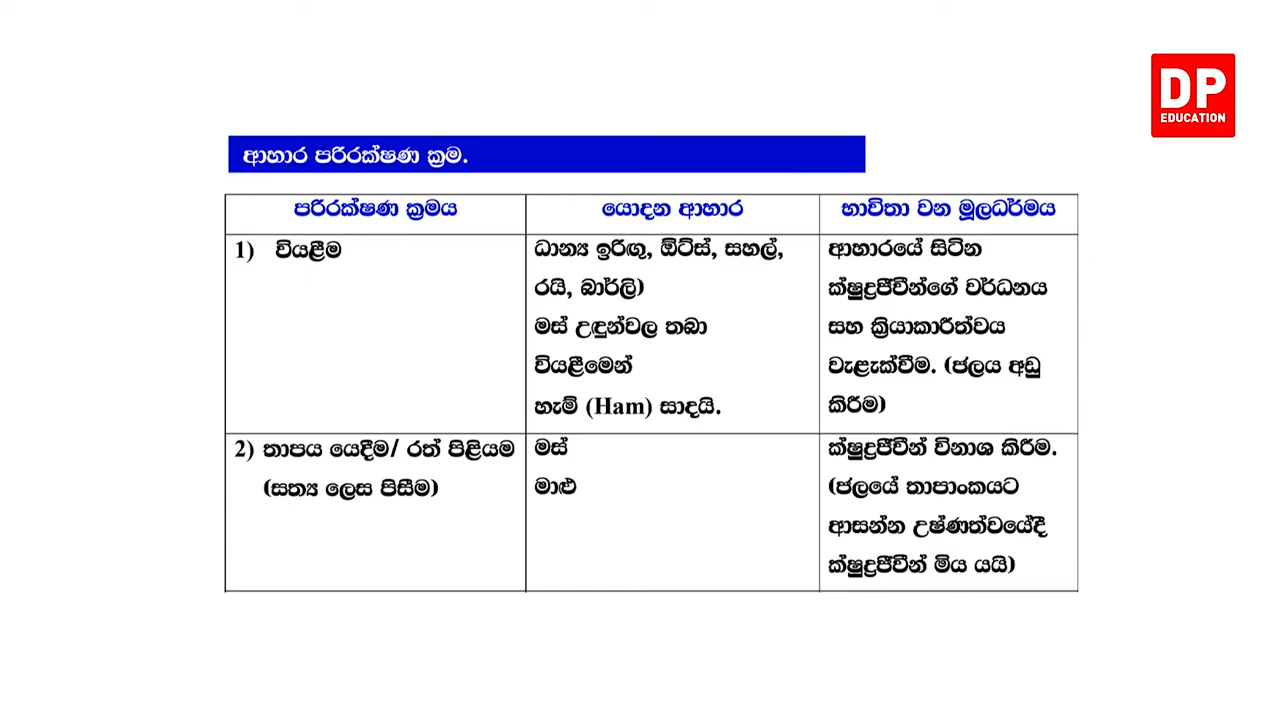 DP
EDUCATION
ආහාර පරිරක්ෂණ ක්‍රම.
පරිරක්ෂණ ක්‍රමය
යොදන ආහාර
භාවිතා වන මූලධර්මය
1) වියළීම
ධාන්‍ය ඉරිඟු, ඕට්ස්, සහල්,
රයි, බාර්ලි)
මස් උඳුන්වල තබා
වියළීමෙන්
හැම් (Ham) සාදයි.
ආහාරයේ සිටින
ක්ෂුද්‍රජීවීන්ගේ වර්ධනය
සහ ක්‍රියාකාරීත්වය
වැළැක්වීම. (ජලය අඩු
කිරීම)
2) තාපය යෙදීම/ රත් පිළියම
(සත්‍ය ලෙස පිසීම)
මස්
මාළු
ක්ෂුද්‍රජීවීන් විනාශ කිරීම.
(ජලයේ තාපාංකයට
ආසන්න උෂ්ණත්වයේදී
ක්ෂුද්‍රජීවීන් මිය යයි)